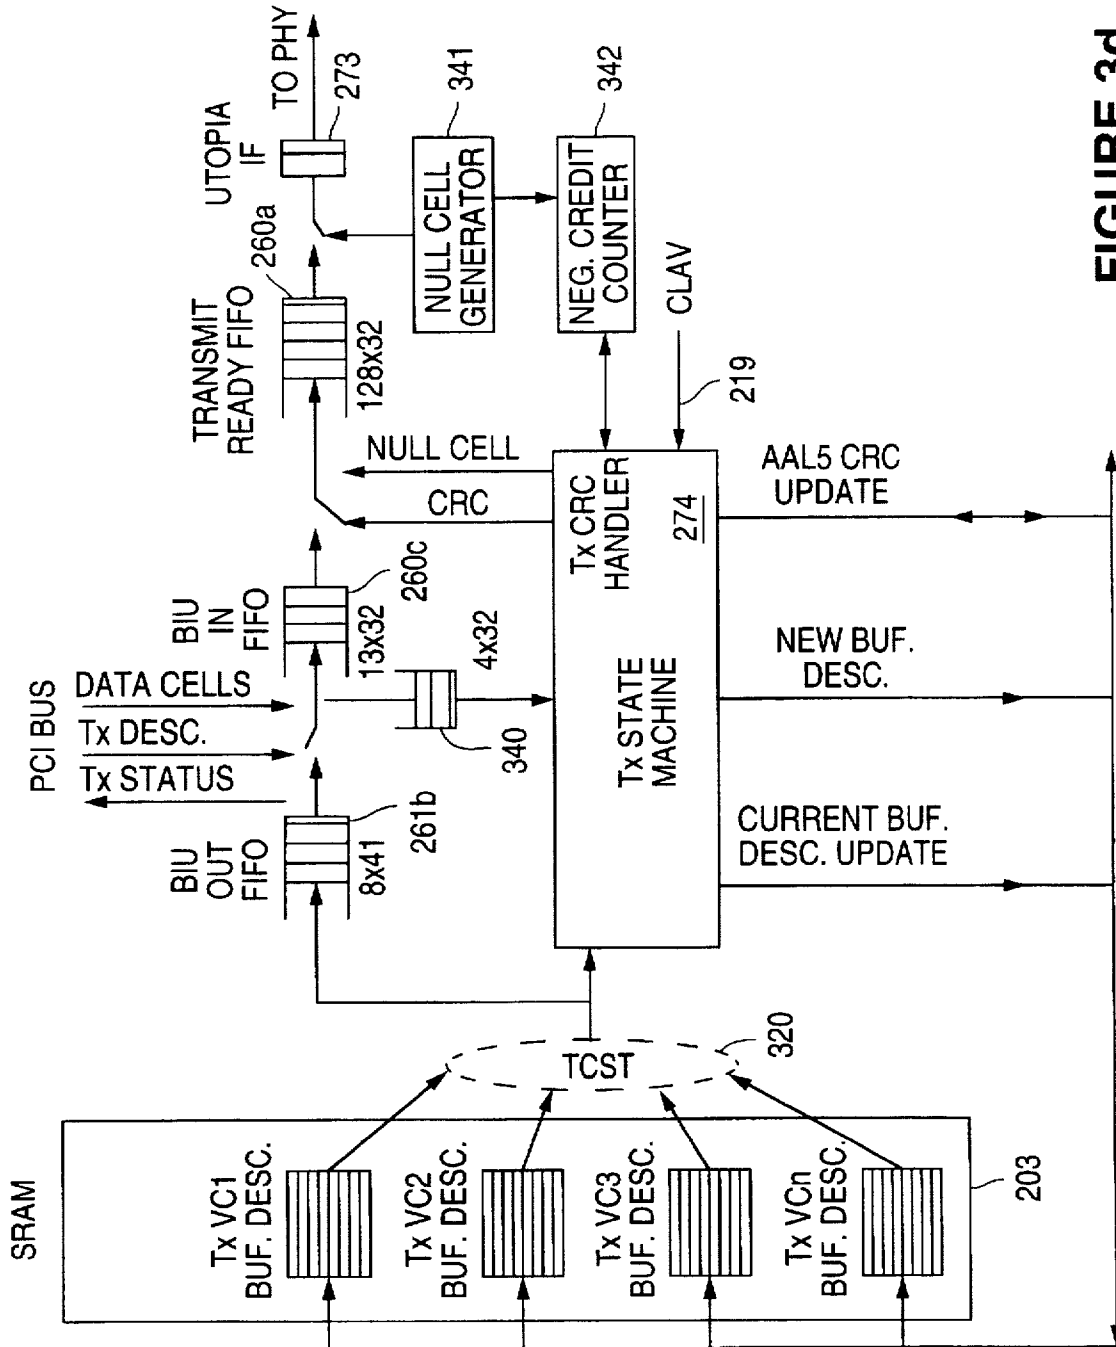 SRAM
Tx VC1
BUF. DESC.
Tx VC2
BUF. DESC.
Tx VC3
BUF. DESC.
Tx VCn
BUF. DESC.
203
TCST
320
BIU
OUT
FIFO
8x41
261b
PCI BUS
DATA CELLS
Tx DESC.
Tx STATUS
BIU
IN
FIFO
13x32
260c
4x32
340
TRANSMIT
READY FIFO
128x32
260a
UTOPIA
IF
273
TO PHY
NULL CELL
GENERATOR
341
NEG. CREDIT
COUNTER
342
CLAV
219
NULL CELL
CRC
Tx CRC
HANDLER
274
Tx STATE
MACHINE
AAL5 CRC
UPDATE
NEW BUF.
DESC.
CURRENT BUF.
DESC. UPDATE
FIGURE 3d